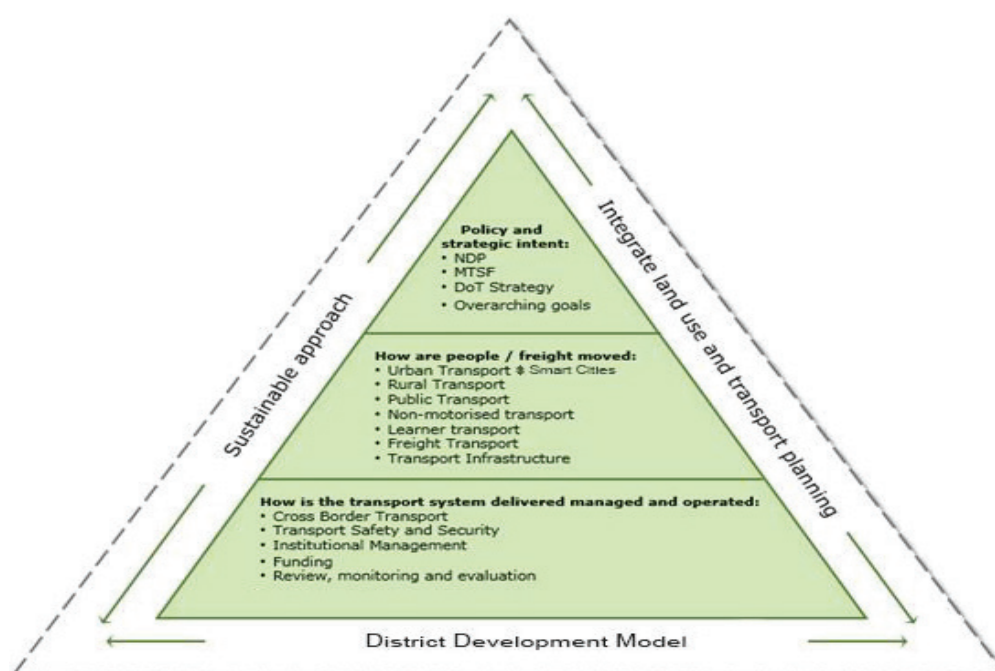 Policy and
strategic intent:
• NDP
• MTSF
• DoT Strategy
• Overarching goals
How are people / freight moved:
• Urban Transport & Smart Cities
• Rural Transport
• Public Transport
• Non-motorised transport
• Learner transport
• Freight Transport
• Transport Infrastructure
How is the transport system delivered managed and operated:
• Cross Border Transport
• Transport Safety and Security
• Institutional Management
• Funding
• Review, monitoring and evaluation
Sustainable approach
Integrate land use and transport planning
District Development Model